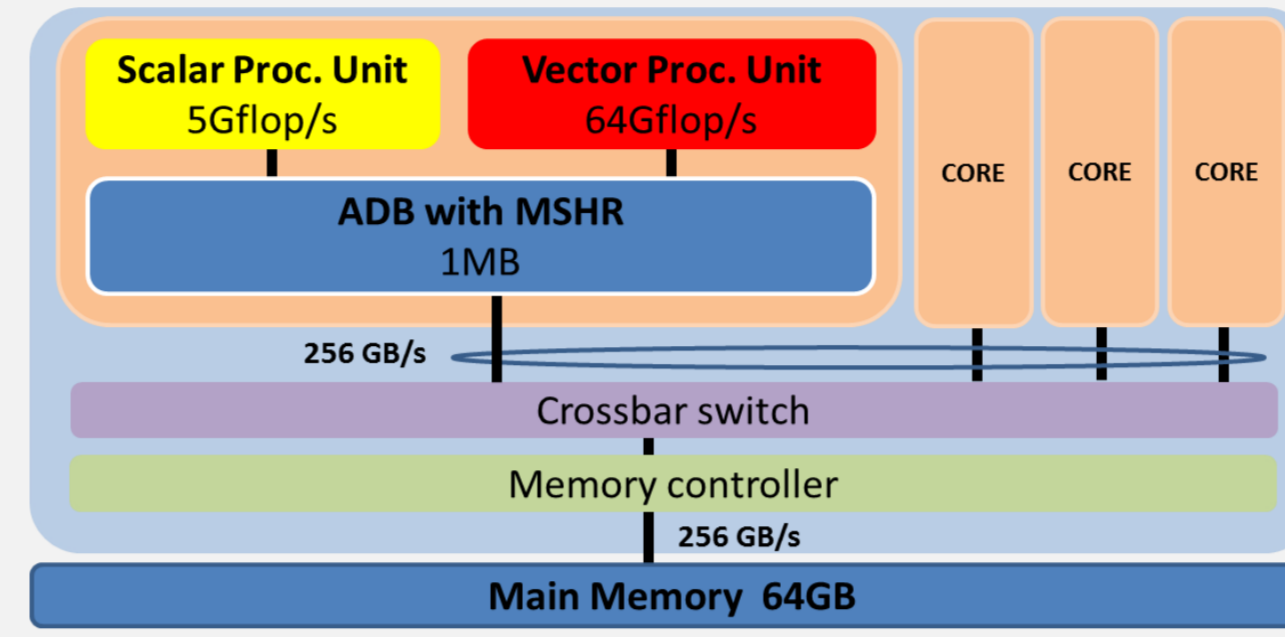 Scalar Proc. Unit
5Gflop/s
Vector Proc. Unit
64Gflop/s
ADB with MSHR
1MB
CORE
CORE
CORE
256 GB/s
Crossbar switch
Memory controller
256 GB/s
Main Memory 64GB